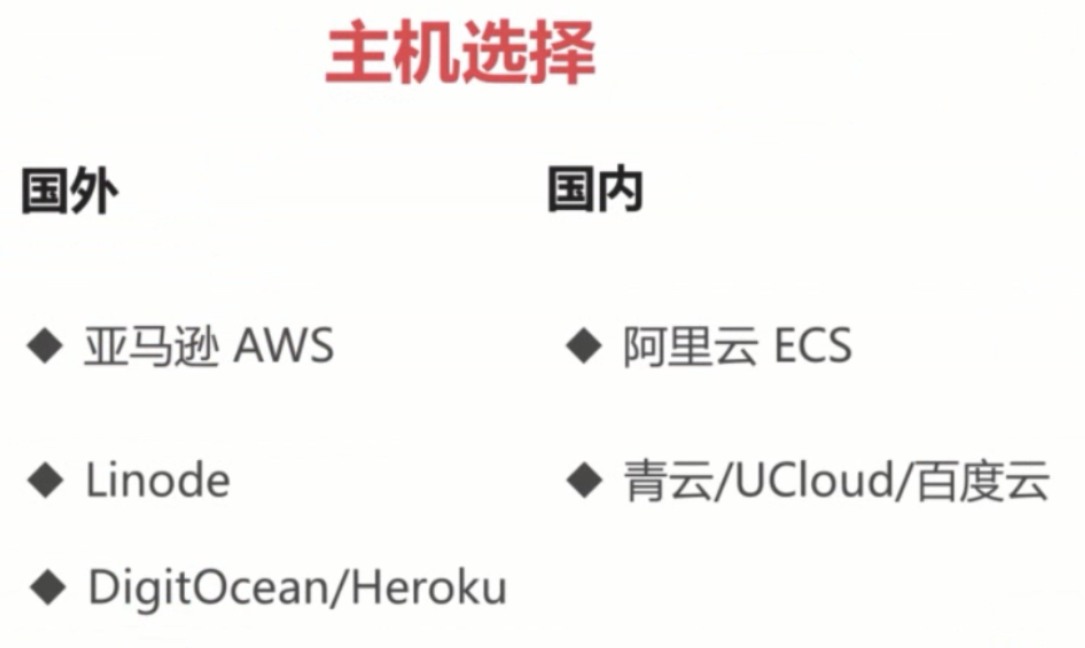 主机选择
国外
亚马逊 AWS
Linode
DigitOcean/Heroku
国内
阿里云 ECS
青云/UCloud/百度云